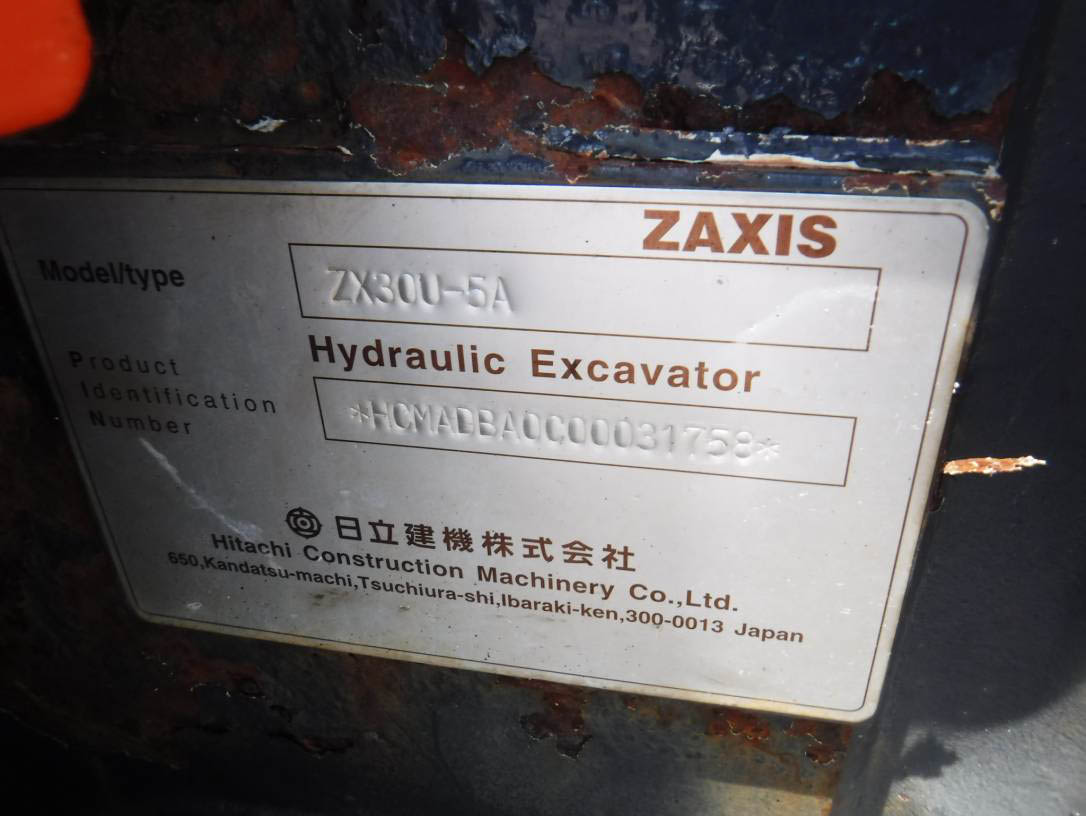 ZAXIS
Model/type
ZX30U-5A
Hydraulic Excavator
Product
Identification
Number
*HCMADBA0C00031758*
日立建機株式会社
Hitachi Construction Machinery Co.,Ltd.
650,Kandatsu-machi,Tsuchiura-shi,Ibaraki-ken,300-0013 Japan